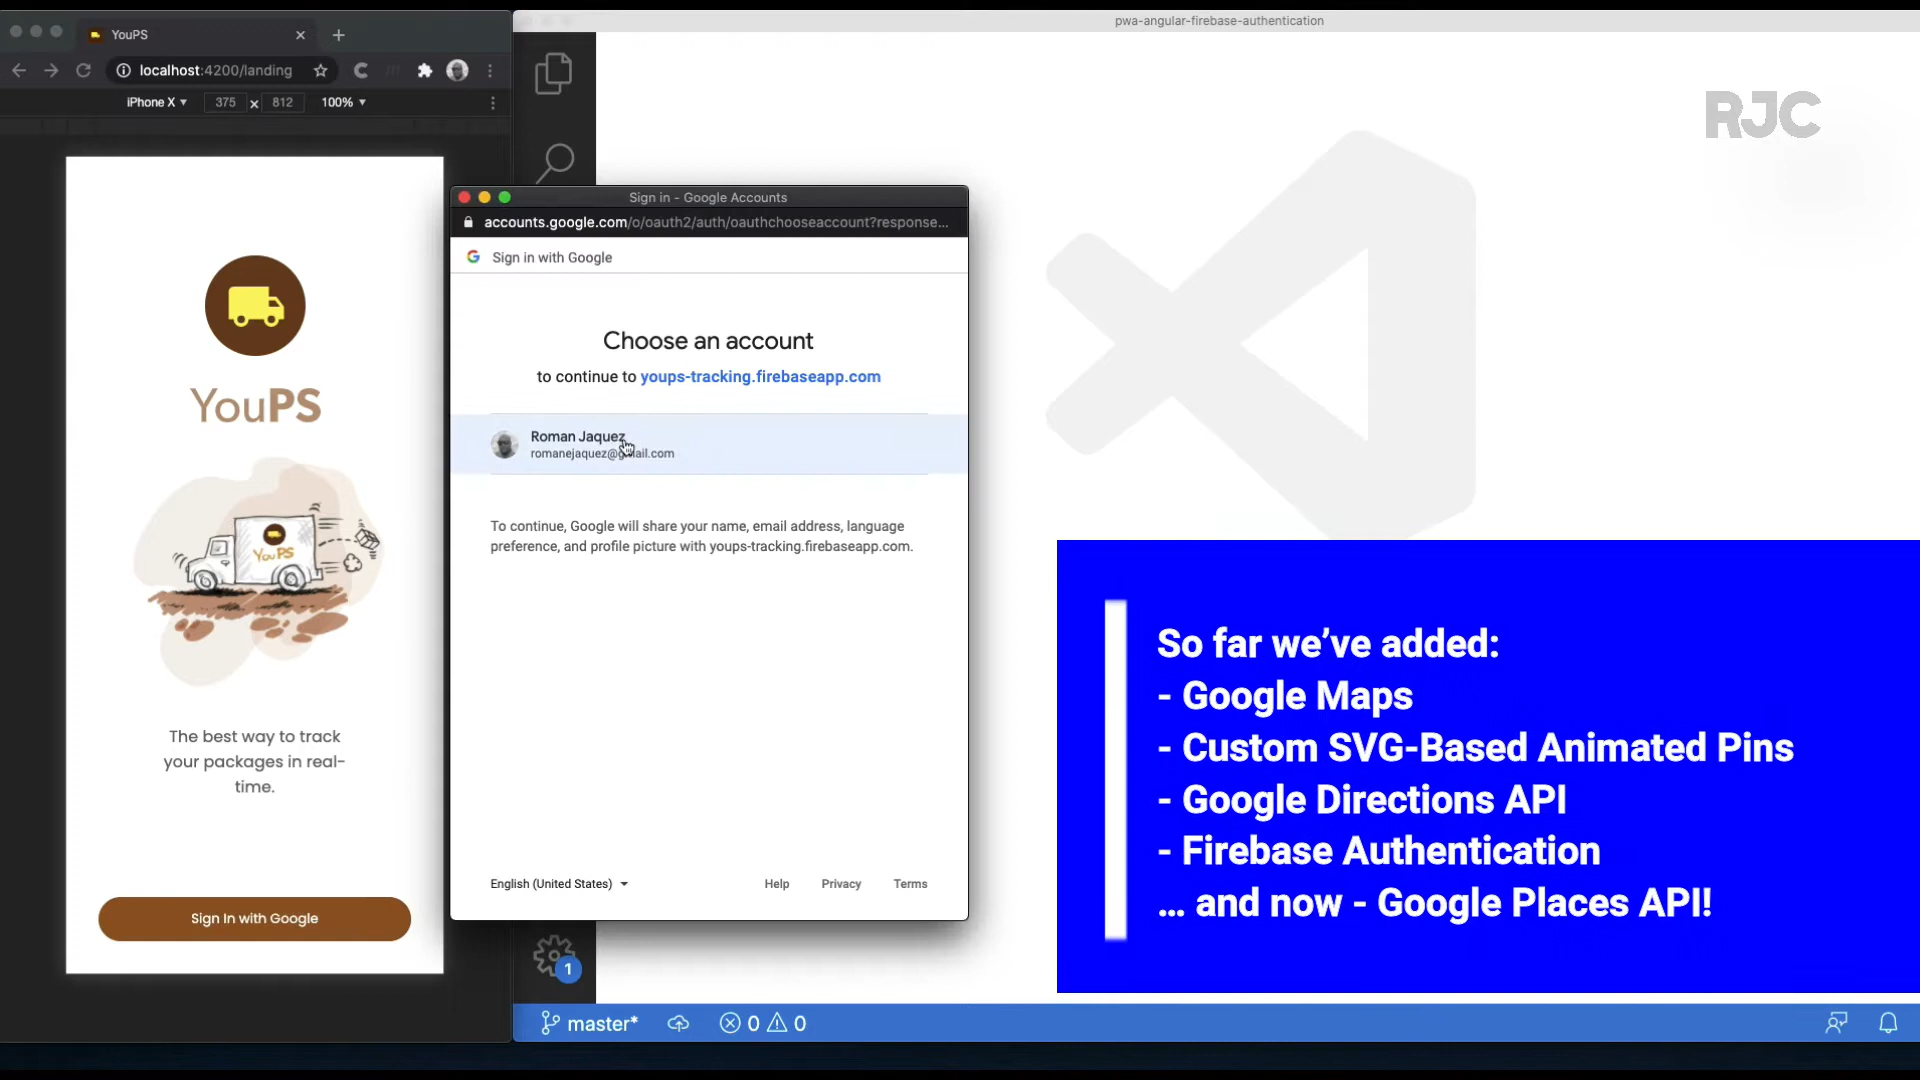 YouPS
localhost:4200/landing
iPhone X
375
x
812
100%
YouPS
YouPS
The best way to track
your packages in real-
time.
Sign In with Google
pwa-angular-firebase-authentication
RJC
Sign in - Google Accounts
accounts.google.com/o/oauth2/auth/oauthchooseaccount?response...
Sign in with Google
Choose an account
to continue to youps-tracking.firebaseapp.com
Roman Jaquez
romanejaquez@gmail.com
To continue, Google will share your name, email address, language
preference, and profile picture with youps-tracking.firebaseapp.com.
English (United States)
Help
Privacy
Terms
So far we’ve added:
- Google Maps
- Custom SVG-Based Animated Pins
- Google Directions API
- Firebase Authentication
... and now - Google Places API!
1
master*
0
0